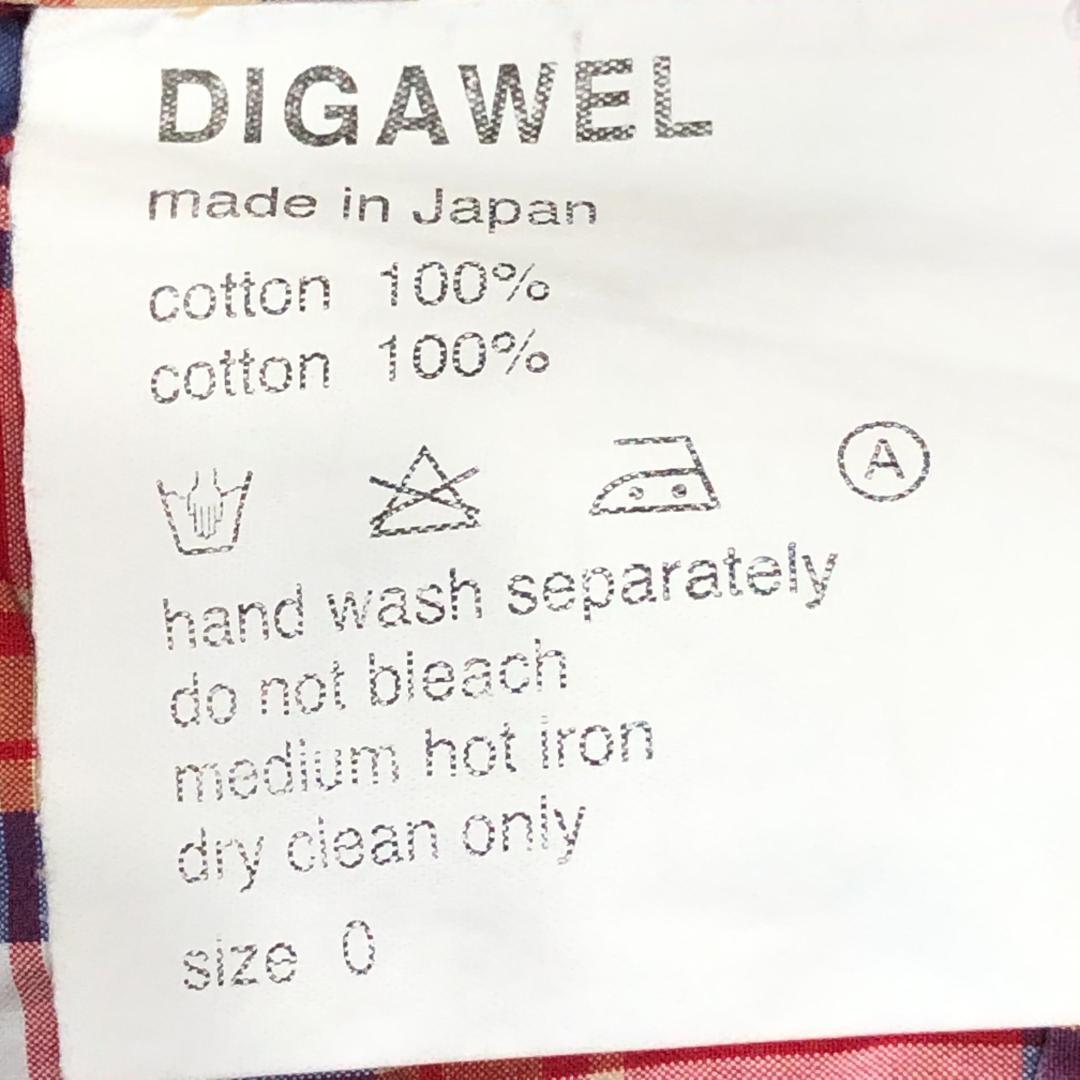 DIGAWEL
made in Japan
cotton 100%
cotton 100%
A
hand wash separately
do not bleach
medium hot iron
dry clean only
size 0